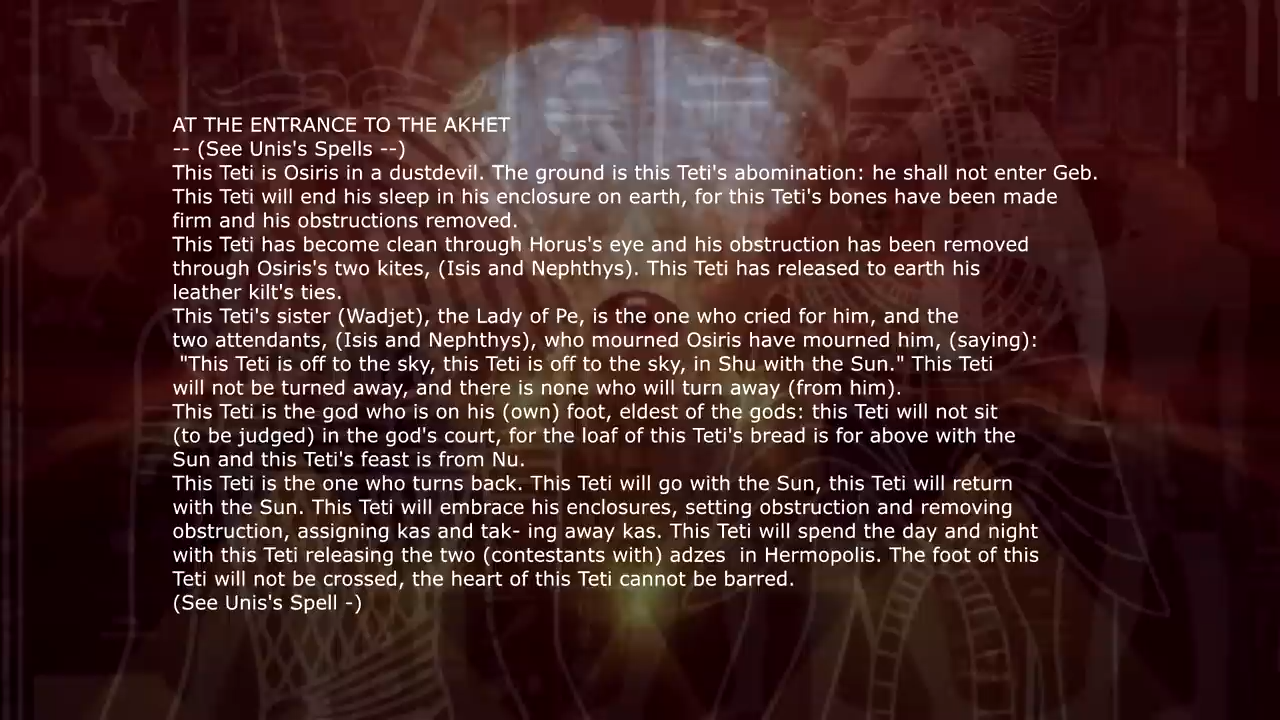 AT THE ENTRANCE TO THE AKHET
-- (See Unis's Spells --)
This Teti is Osiris in a dustdevil. The ground is this Teti's abomination: he shall not enter Geb.
This Teti will end his sleep in his enclosure on earth, for this Teti's bones have been made
firm and his obstructions removed.
This Teti has become clean through Horus's eye and his obstruction has been removed
through Osiris's two kites, (Isis and Nephthys). This Teti has released to earth his
leather kilt's ties.
This Teti's sister (Wadjet), the Lady of Pe, is the one who cried for him, and the
two attendants, (Isis and Nephthys), who mourned Osiris have mourned him, (saying):
"This Teti is off to the sky, this Teti is off to the sky, in Shu with the Sun." This Teti
will not be turned away, and there is none who will turn away (from him).
This Teti is the god who is on his (own) foot, eldest of the gods: this Teti will not sit
(to be judged) in the god's court, for the loaf of this Teti's bread is for above with the
Sun and this Teti's feast is from Nu.
This Teti is the one who turns back. This Teti will go with the Sun, this Teti will return
with the Sun. This Teti will embrace his enclosures, setting obstruction and removing
obstruction, assigning kas and tak- ing away kas. This Teti will spend the day and night
with this Teti releasing the two (contestants with) adzes  in Hermopolis. The foot of this
Teti will not be crossed, the heart of this Teti cannot be barred.
(See Unis's Spell -)